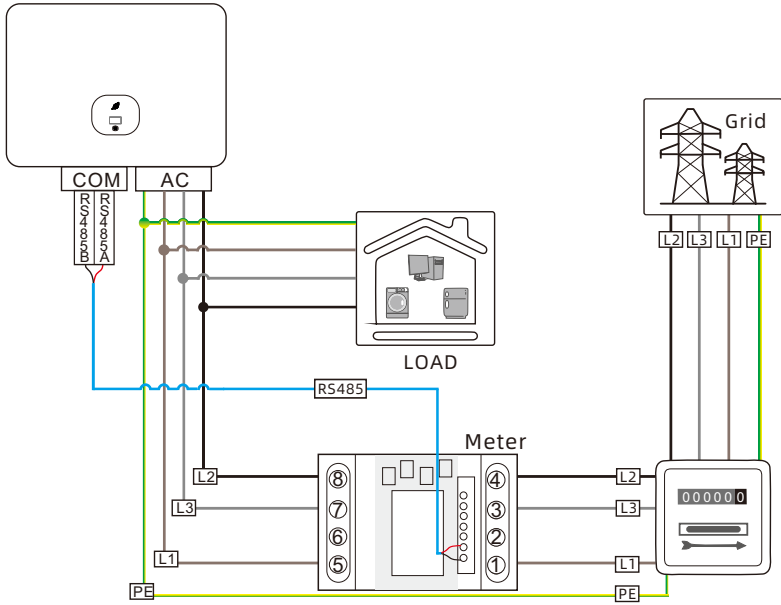 Grid
COM
AC
RS485B
RS485A
L2
L3
L1
PE
LOAD
RS485
Meter
L2
8
4
L2
000000
L3
7
3
L3
6
2
L1
5
1
L1
PE
PE